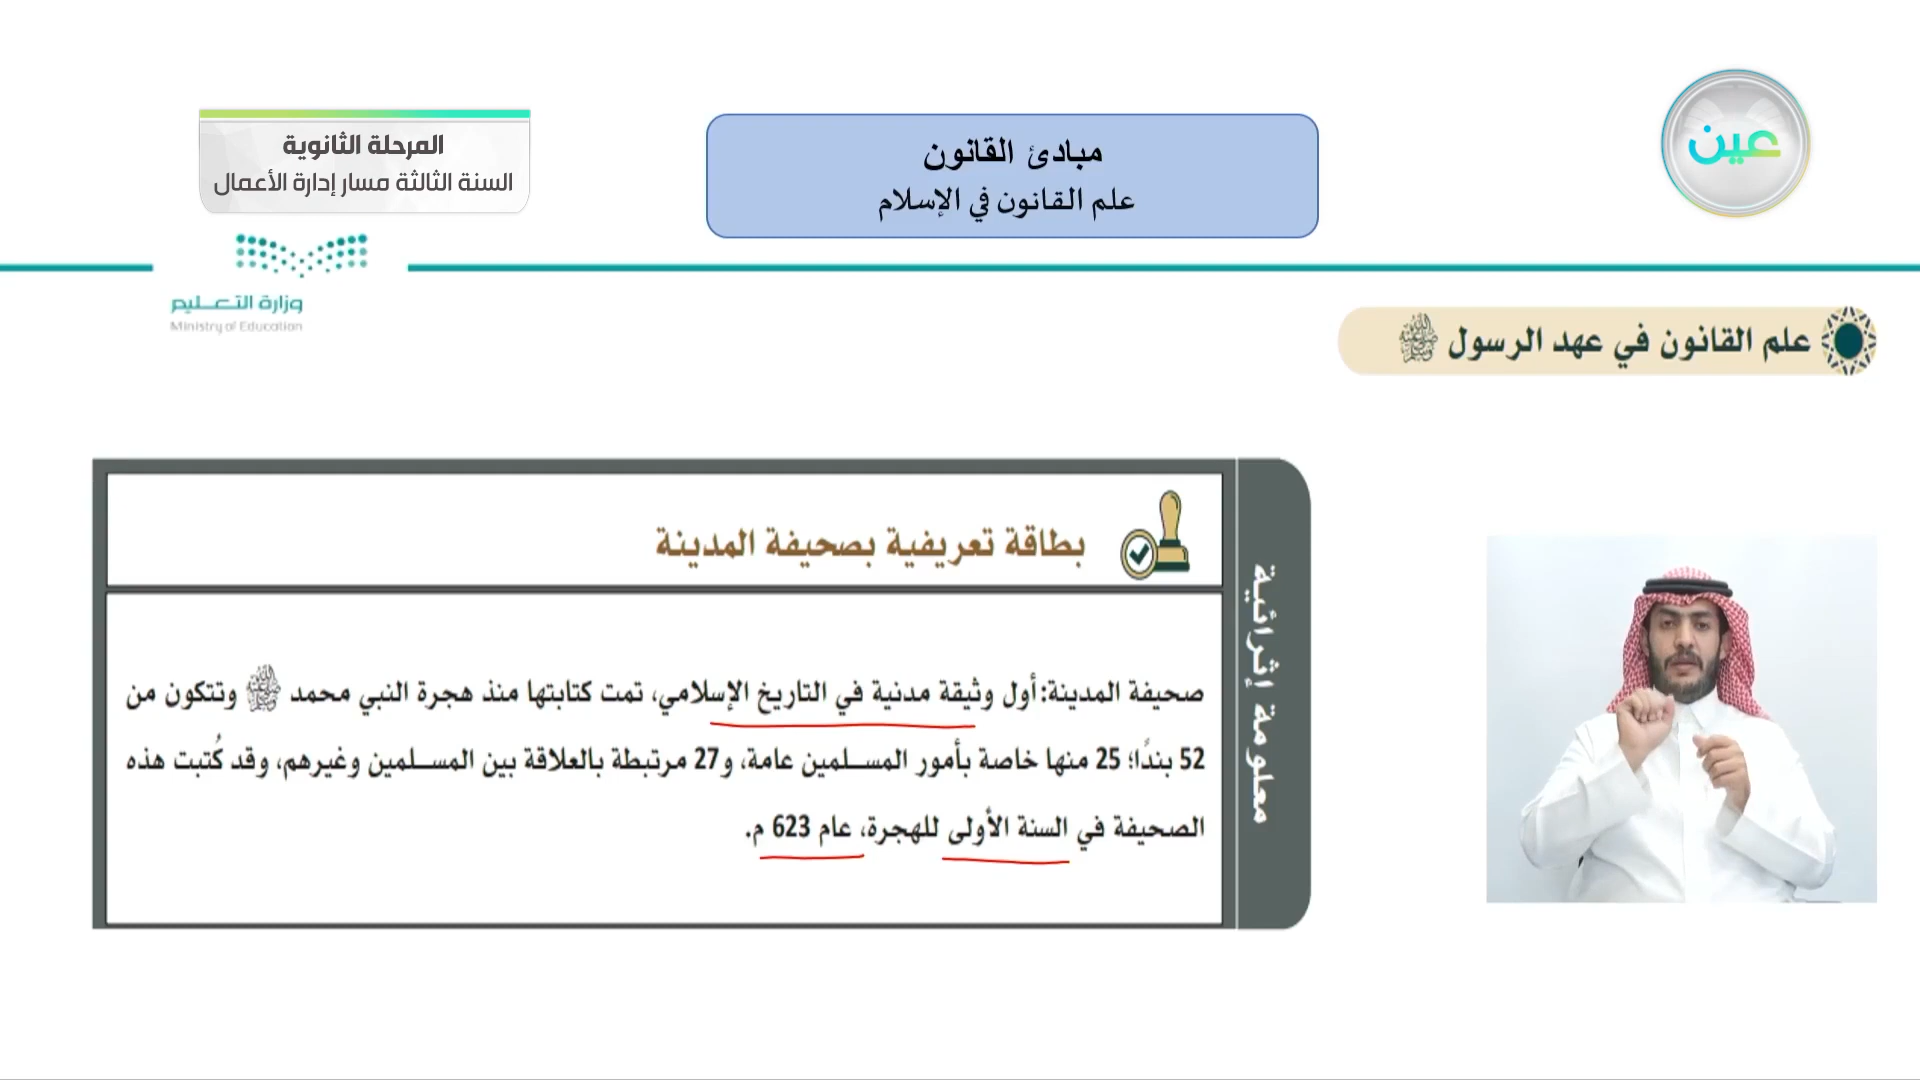 عين
مبادئ القانون
علم القانون في الإسلام
المرحلة الثانوية
السنة الثالثة مسار إدارة الأعمال
وزارة التعـــليم
Ministry of Education
علم القانون في عهد الرسول ﷺ
معلومة إثرائية
بطاقة تعريفية بصحيفة المدينة
صحيفة المدينة: أول وثيقة مدنية في التاريخ الإسلامي، تمت كتابتها منذ هجرة النبي محمد ﷺ وتتكون من
52 بندًا؛ 25 منها خاصة بأمور المســلمين عامة، و27 مرتبطة بالعلاقة بين المســلمين وغيرهم، وقد كُتبت هذه
الصحيفة في السنة الأولى للهجرة، عام 623 م.